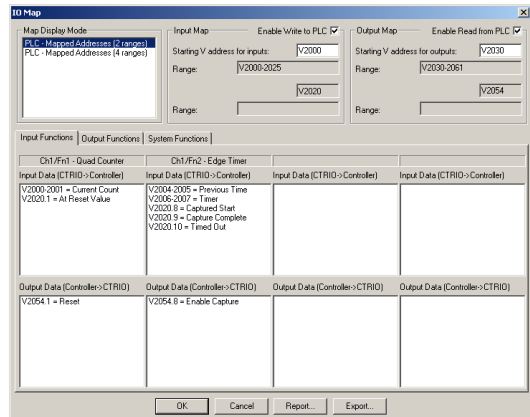 IO Map
Map Display Mode
PLC - Mapped Addresses (2 ranges)
PLC - Mapped Addresses (4 ranges)
Input Map
Enable Write to PLC
Starting V address for inputs:
V2000
Range:
V2000-2025
V2020
Range:
Output Map
Enable Read from PLC
Starting V address for outputs:
V2030
Range:
V2030-2061
V2054
Range:
Input Functions
Output Functions
System Functions
Ch1/Fn1 - Quad Counter
Ch1/Fn2 - Edge Timer
Input Data (CTRIO->Controller)
Input Data (CTRIO->Controller)
Input Data (CTRIO->Controller)
Input Data (CTRIO->Controller)
V2000-2001 = Current Count
V2020.1 = At Reset Value
V2004-2005 = Previous Time
V2006-2007 = Timer
V2020.8 = Captured Start
V2020.9 = Capture Complete
V2020.10 = Timed Out
Output Data (Controller->CTRIO)
Output Data (Controller->CTRIO)
Output Data (Controller->CTRIO)
Output Data (Controller->CTRIO)
V2054.1 = Reset
V2054.8 = Enable Capture
OK
Cancel
Report...
Export...